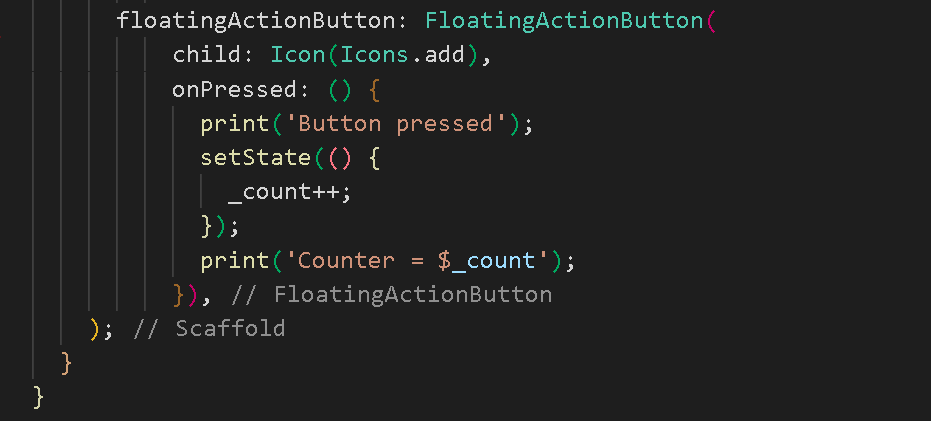 floatingActionButton: FloatingActionButton(
child: Icon(Icons.add),
onPressed: () {
print('Button pressed');
setState(() {
_count++;
});
print('Counter = $_count');
}), // FloatingActionButton
); // Scaffold
}
}